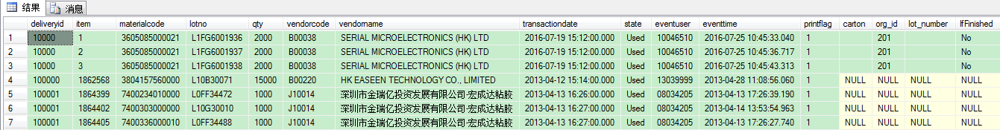 结果 消息
deliveryid item materialcode lotno qty vendorcode vendorname transactiondate state eventuser eventtime printflag carton org_id lot_number IfFinished
1 10000 1 3605085000021 L1FG6001936 2000 B00038 SERIAL MICROELECTRONICS (HK) LTD 2016-07-19 15:12:00.000 Used 10046510 2016-07-25 10:45:33.040 1 201 No
2 10000 2 3605085000021 L1FG6001937 2000 B00038 SERIAL MICROELECTRONICS (HK) LTD 2016-07-19 15:12:00.000 Used 10046510 2016-07-25 10:45:36.717 1 201 No
3 10000 3 3605085000021 L1FG6001938 2000 B00038 SERIAL MICROELECTRONICS (HK) LTD 2016-07-19 15:12:00.000 Used 10046510 2016-07-25 10:45:43.313 1 201 No
4 100000 1862568 3804157560000 L10B30071 15000 B00220 HK EASEEN TECHNOLOGY CO., LIMITED 2013-04-12 15:14:00.000 Used 13039999 2013-04-28 11:08:56.060 1 NULL NULL NULL NULL
5 100001 1864399 7400234010000 L0FF34472 1000 J10014 深圳市金瑞亿投资发展有限公司-宏成达粘胶 2013-04-13 16:26:00.000 Used 08034205 2013-04-13 17:26:39.190 1 NULL NULL NULL NULL
6 100001 1864402 7400303000000 L10G30010 1000 J10014 深圳市金瑞亿投资发展有限公司-宏成达粘胶 2013-04-13 16:27:00.000 Used 08034205 2013-04-14 13:53:54.963 1 NULL NULL NULL NULL
7 100001 1864405 7400336000010 L0FF34488 1000 J10014 深圳市金瑞亿投资发展有限公司-宏成达粘胶 2013-04-13 16:27:00.000 Used 08034205 2013-04-13 17:26:27.740 1 NULL NULL NULL NULL